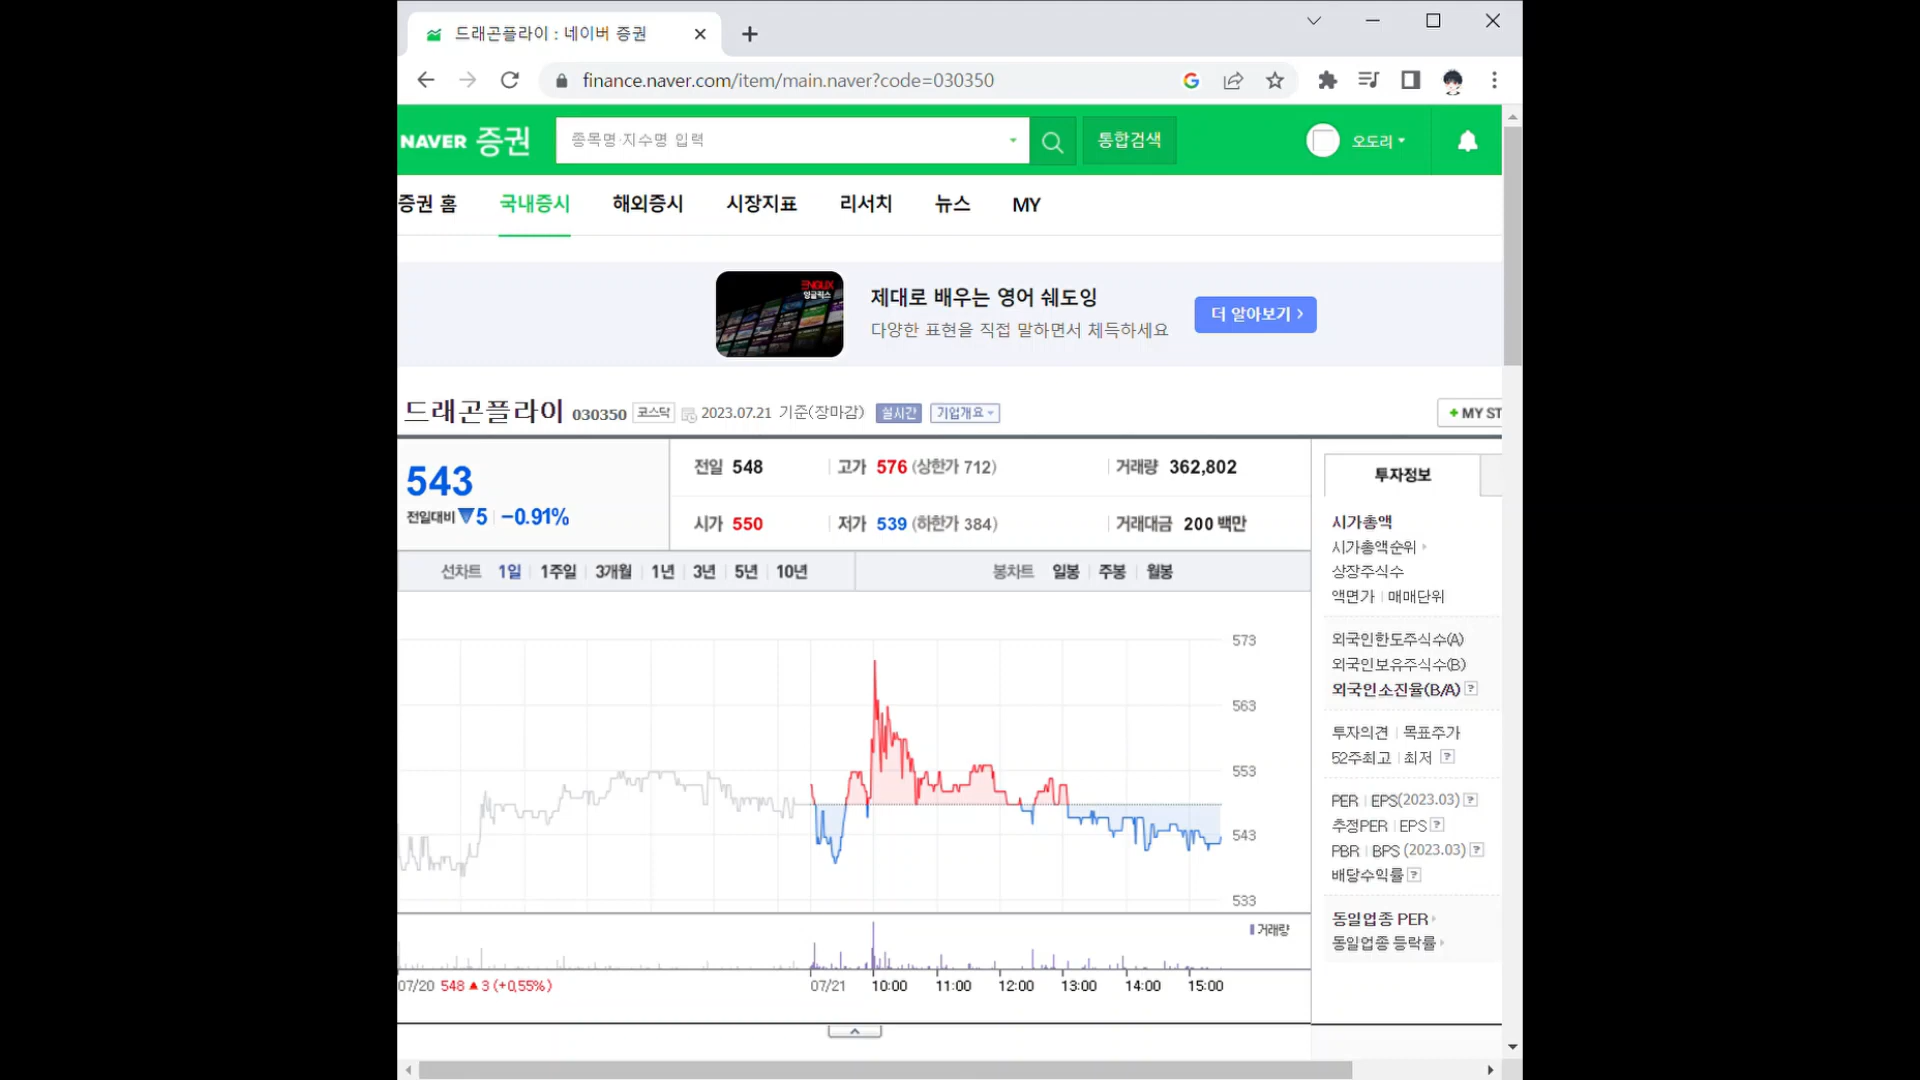 드래곤플라이 : 네이버 증권
finance.naver.com/item/main.naver?code=030350
NAVER 증권
종목명·지수명 입력
통합검색
오도리
증권 홈 국내증시 해외증시 시장지표 리서치 뉴스 MY
ENGLIX
잉글릭스
제대로 배우는 영어 쉐도잉
다양한 표현을 직접 말하면서 체득하세요
더 알아보기
드래곤플라이 030350 코스닥 2023.07.21 기준(장마감) 실시간 기업개요
+ MY ST
543
전일대비 ▼5 -0.91%
전일 548 고가 576 (상한가 712) 거래량 362,802
시가 550 저가 539 (하한가 384) 거래대금 200 백만
선차트 1일 1주일 3개월 1년 3년 5년 10년
봉차트 일봉 주봉 월봉
573
563
553
543
533
거래량
07/20 548 ▲3 (+0.55%)
07/21 10:00 11:00 12:00 13:00 14:00 15:00
투자정보
시가총액
시가총액순위
상장주식수
액면가 매매단위
외국인한도주식수(A)
외국인보유주식수(B)
외국인소진율(B/A) ?
투자의견 목표주가
52주최고 최저 ?
PER EPS(2023.03) ?
추정PER EPS ?
PBR BPS (2023.03) ?
배당수익률 ?
동일업종 PER
동일업종 등락률